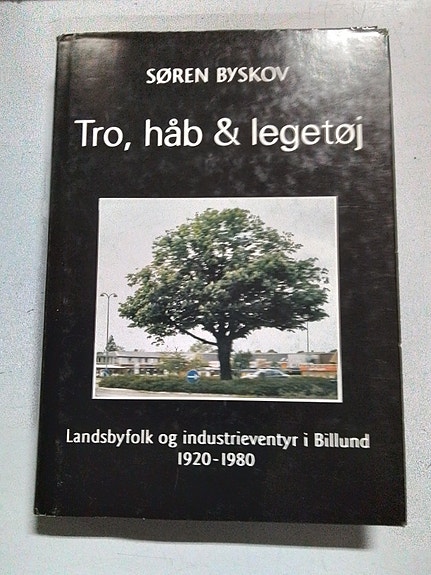 SØREN BYSKOV
Tro, håb & legetøj
Landsbyfolk og industrieventyr i Billund
1920-1980